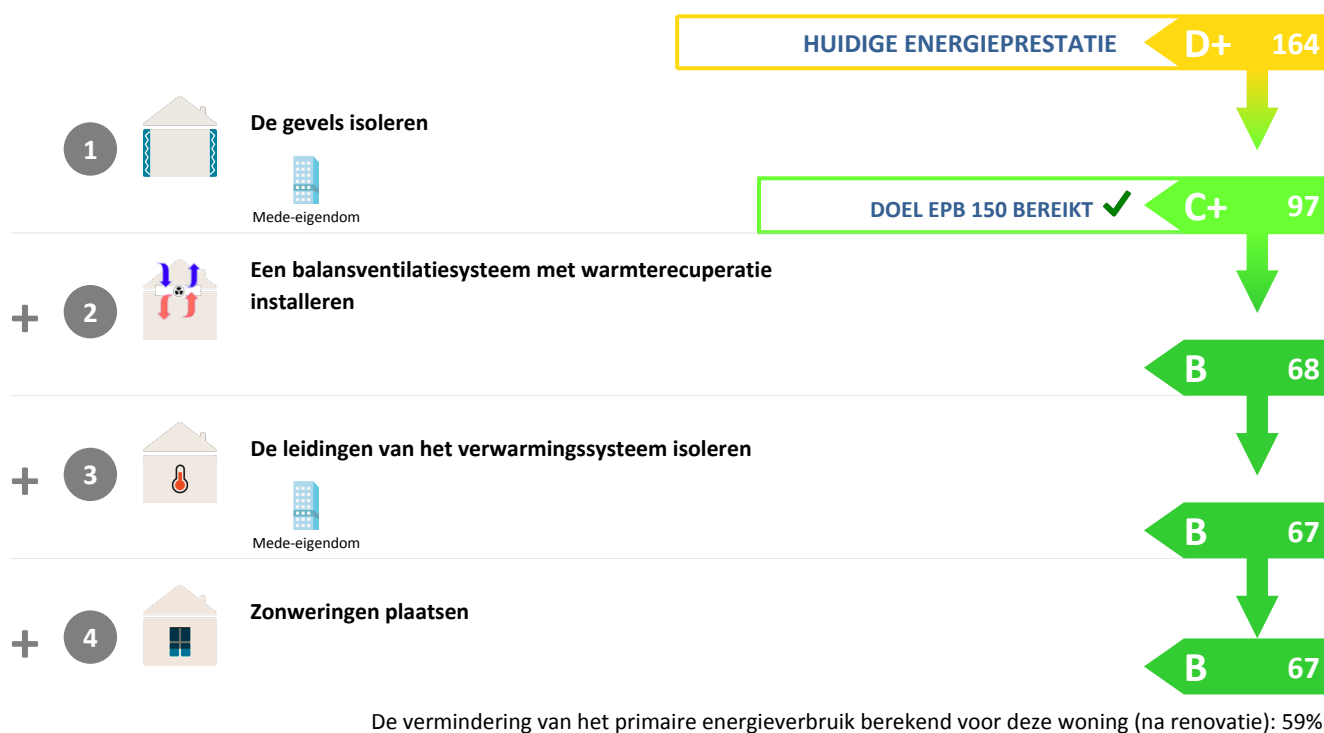 HUIDIGE ENERGIEPRESTATIE D+ 164
1 De gevels isoleren
Mede-eigendom
DOEL EPB 150 BEREIKT ✓ C+ 97
+ 2 Een balansventilatiesysteem met warmterecuperatie
installeren
B 68
+ 3 De leidingen van het verwarmingssysteem isoleren
Mede-eigendom
B 67
+ 4 Zonweringen plaatsen
B 67
De vermindering van het primaire energieverbruik berekend voor deze woning (na renovatie): 59%